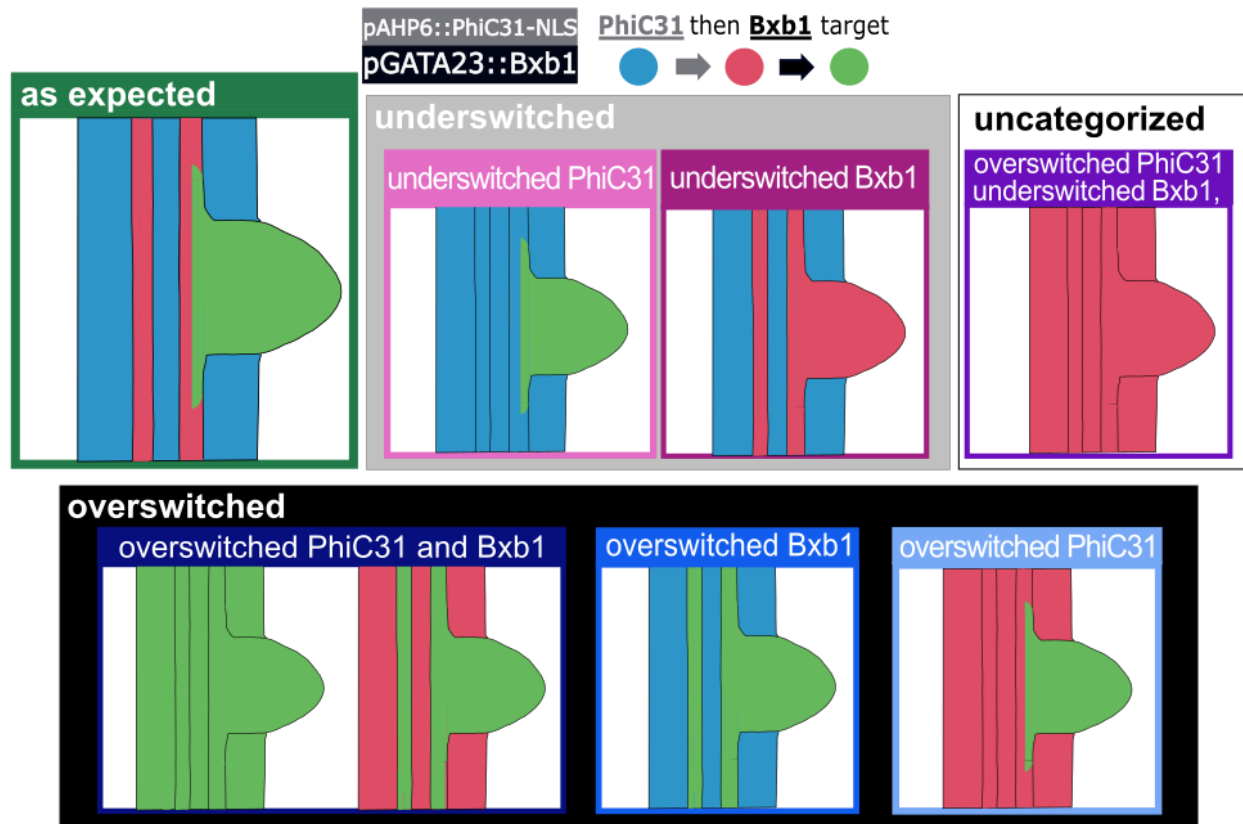 pAHP6::PhiC31-NLS
pGATA23::Bxb1
PhiC31 then Bxb1 target
as expected
underswitched
underswitched PhiC31
underswitched Bxb1
uncategorized
overswitched PhiC31
underswitched Bxb1,
overswitched
overswitched PhiC31 and Bxb1
overswitched Bxb1
overswitched PhiC31